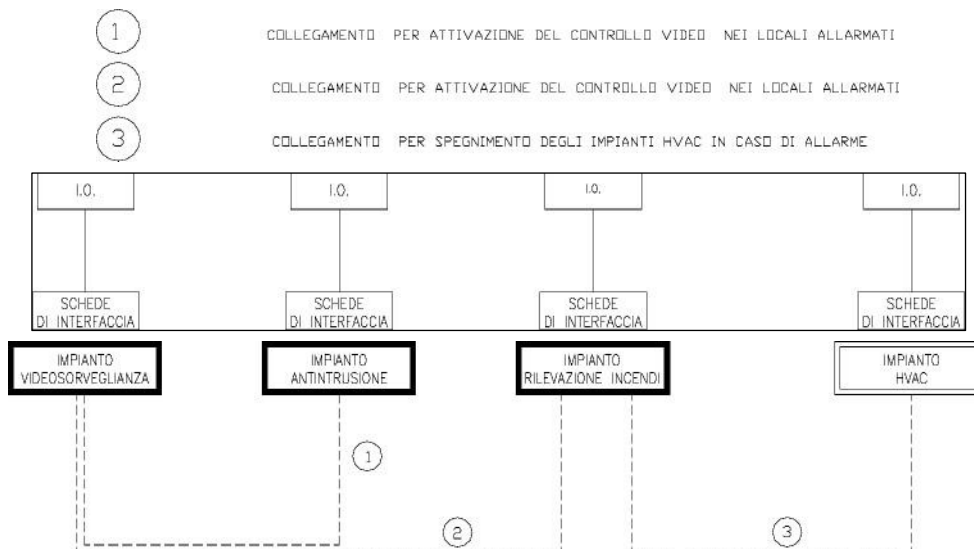 1 COLLEGAMENTO PER ATTIVAZIONE DEL CONTROLLO VIDEO NEI LOCALI ALLARMATI
2 COLLEGAMENTO PER ATTIVAZIONE DEL CONTROLLO VIDEO NEI LOCALI ALLARMATI
3 COLLEGAMENTO PER SPEGNIMENTO DEGLI IMPIANTI HVAC IN CASO DI ALLARME
I.O. I.O. I.O. I.O.
SCHEDE
DI INTERFACCIA
SCHEDE
DI INTERFACCIA
SCHEDE
DI INTERFACCIA
SCHEDE
DI INTERFACCIA
IMPIANTO
VIDEOSORVEGLIANZA
IMPIANTO
ANTINTRUSIONE
IMPIANTO
RILEVAZIONE INCENDI
IMPIANTO
HVAC
1
2
3